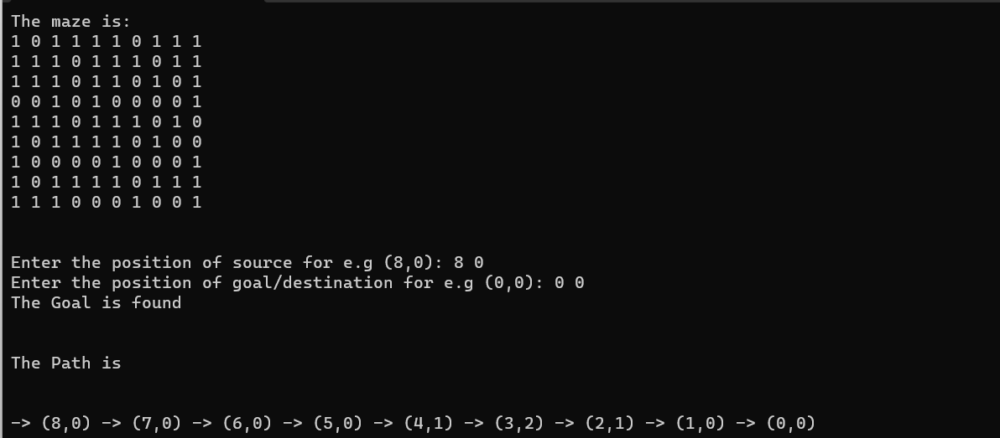 The maze is:
1 0 1 1 1 1 0 1 1 1
1 1 1 0 1 1 1 0 1 1
1 1 1 0 1 1 0 1 0 1
0 0 1 0 1 0 0 0 0 1
1 1 1 0 1 1 1 0 1 0
1 0 1 1 1 1 0 1 0 0
1 0 0 0 0 1 0 0 0 1
1 0 1 1 1 1 0 1 1 1
1 1 1 0 0 0 1 0 0 1
Enter the position of source for e.g (8,0): 8 0
Enter the position of goal/destination for e.g (0,0): 0 0
The Goal is found
The Path is
-> (8,0) -> (7,0) -> (6,0) -> (5,0) -> (4,1) -> (3,2) -> (2,1) -> (1,0) -> (0,0)